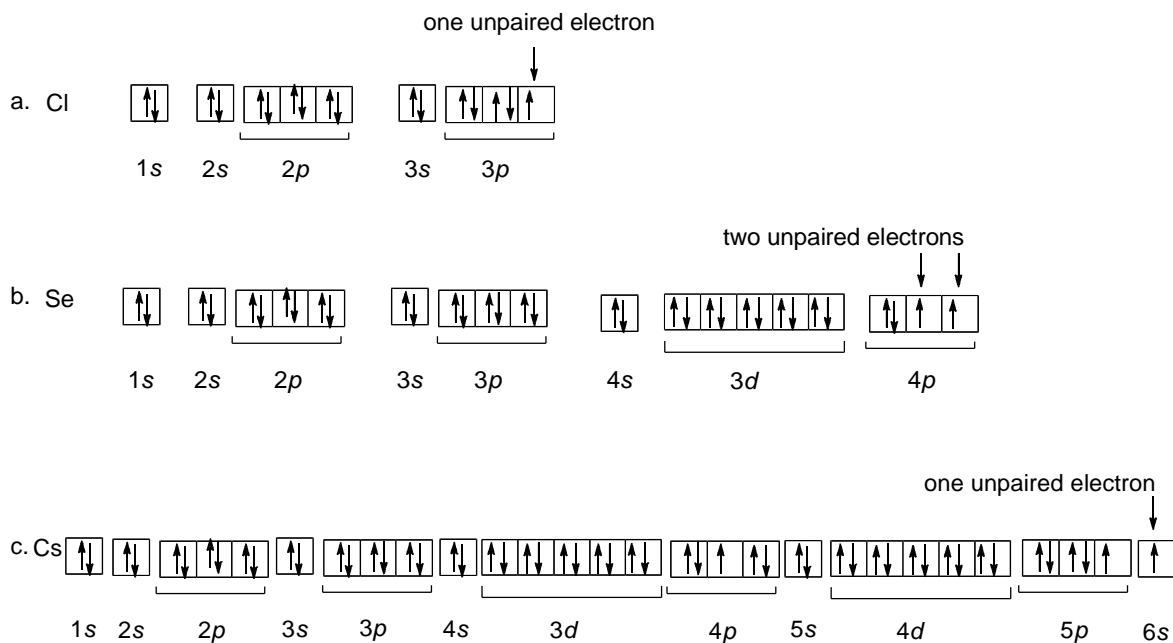 one unpaired electron
a. Cl
1s 2s 2p 3s 3p
two unpaired electrons
b. Se
1s 2s 2p 3s 3p 4s 3d 4p
one unpaired electron
c. Cs
1s 2s 2p 3s 3p 4s 3d 4p 5s 4d 5p 6s